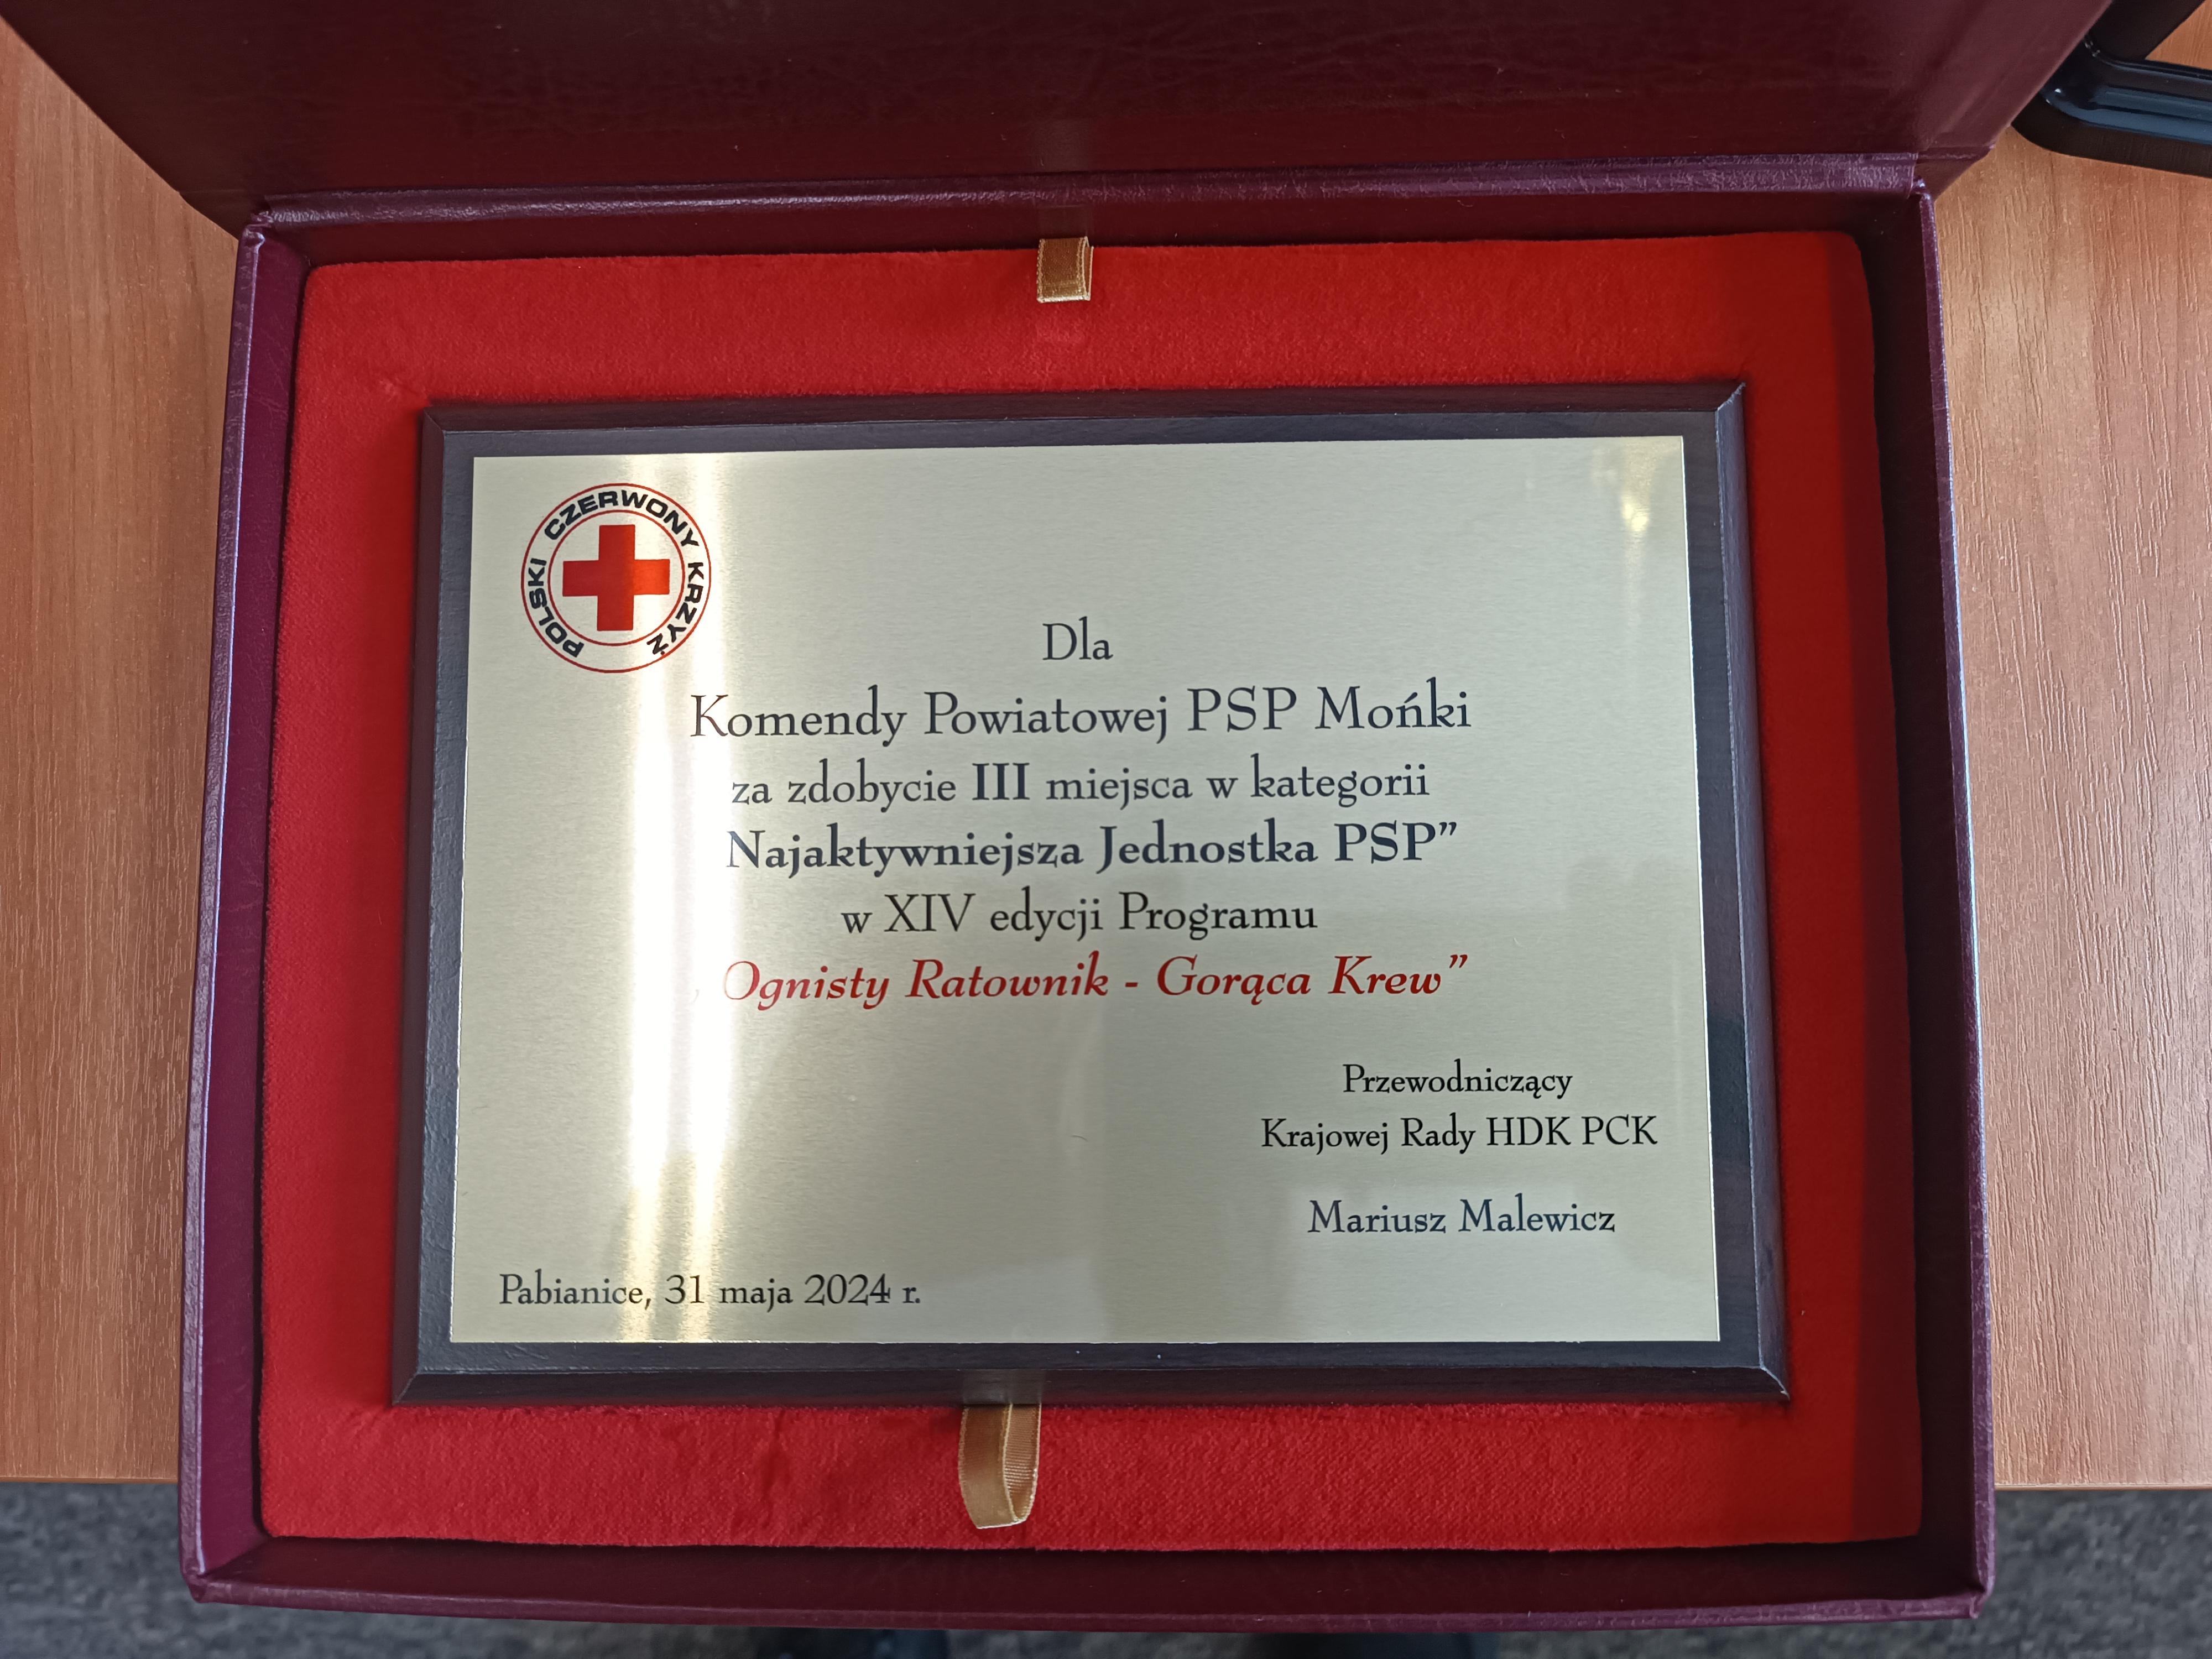 POLSKI CZERWONY KRZYŻ
Dla
Komendy Powiatowej PSP Mońki
za zdobycie III miejsca w kategorii
Najaktywniejsza Jednostka PSP”
w XIV edycji Programu
Ognisty Ratownik - Gorąca Krew”
Przewodniczący
Krajowej Rady HDK PCK
Mariusz Malewicz
Pabianice, 31 maja 2024 r.